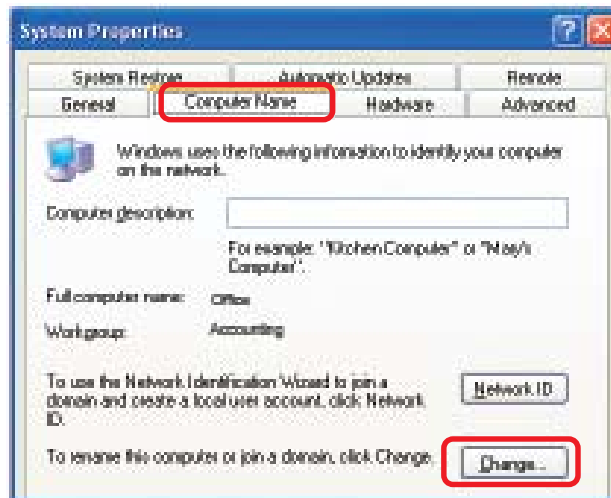 System Properties
System Restore Automatic Updates Remote
General Computer Name Hardware Advanced
Windows uses the following information to identify your computer
on the network.
Computer description:
For example: "Kitchen Computer" or "Mary's
Computer".
Full computer name: Office
Workgroup: Accounting
To use the Network Identification Wizard to join a
domain and create a local user account, click Network
ID.
Network ID
To rename this computer or join a domain, click Change.
Change...